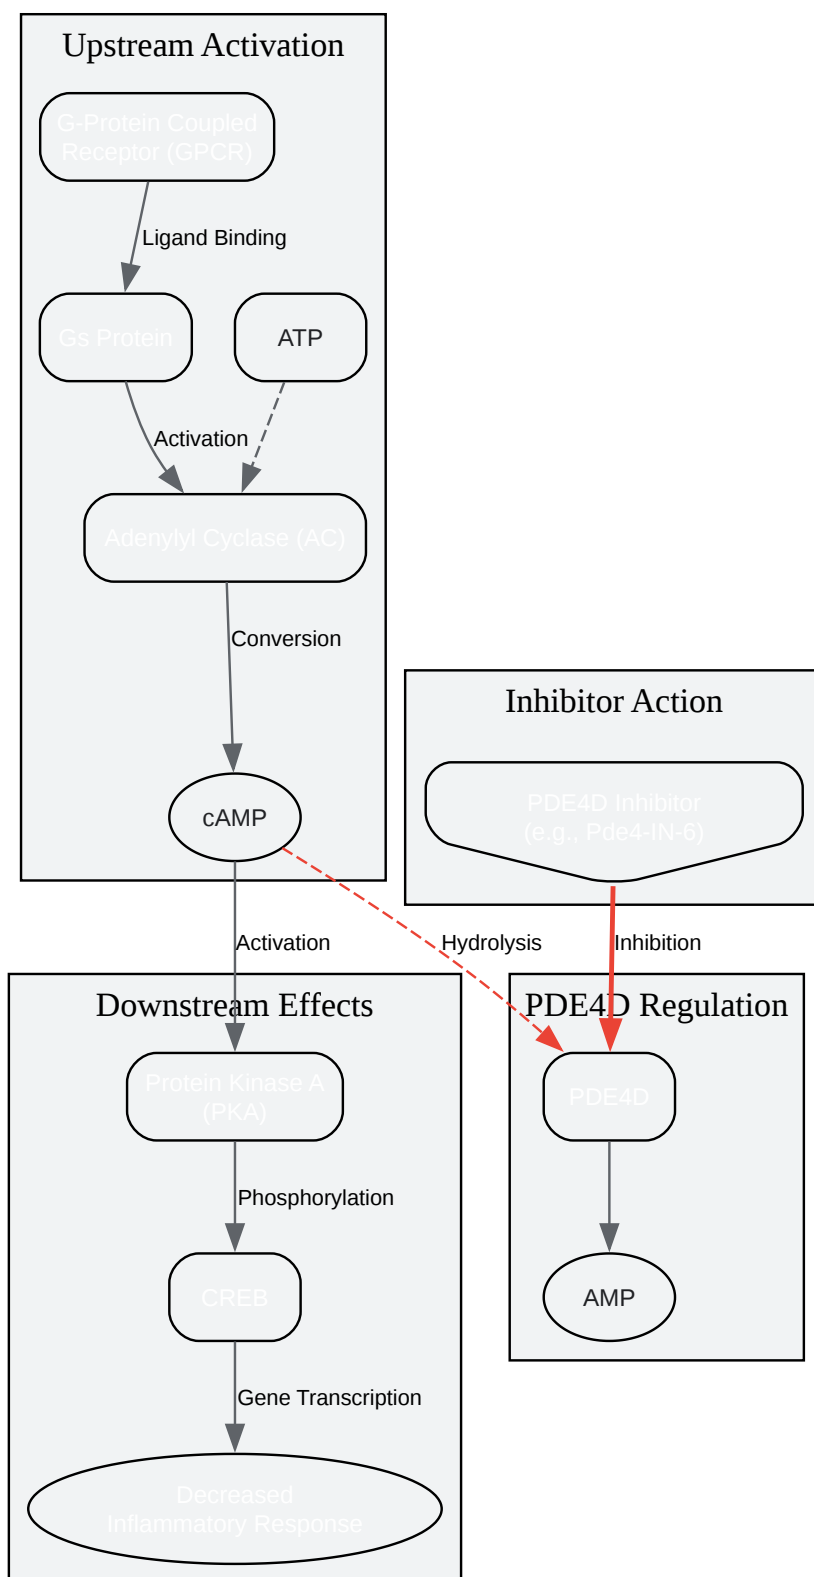 Upstream Activation
G-Protein Coupled
Receptor (GPCR)
Ligand Binding
Gs Protein
ATP
Activation
Adenylyl Cyclase (AC)
Conversion
cAMP
Inhibitor Action
PDE4D Inhibitor
(e.g., Pde4-IN-6)
Activation
Hydrolysis
Inhibition
Downstream Effects
PDE4D Regulation
Protein Kinase A
(PKA)
PDE4D
Phosphorylation
CREB
AMP
Gene Transcription
Decreased
Inflammatory Response